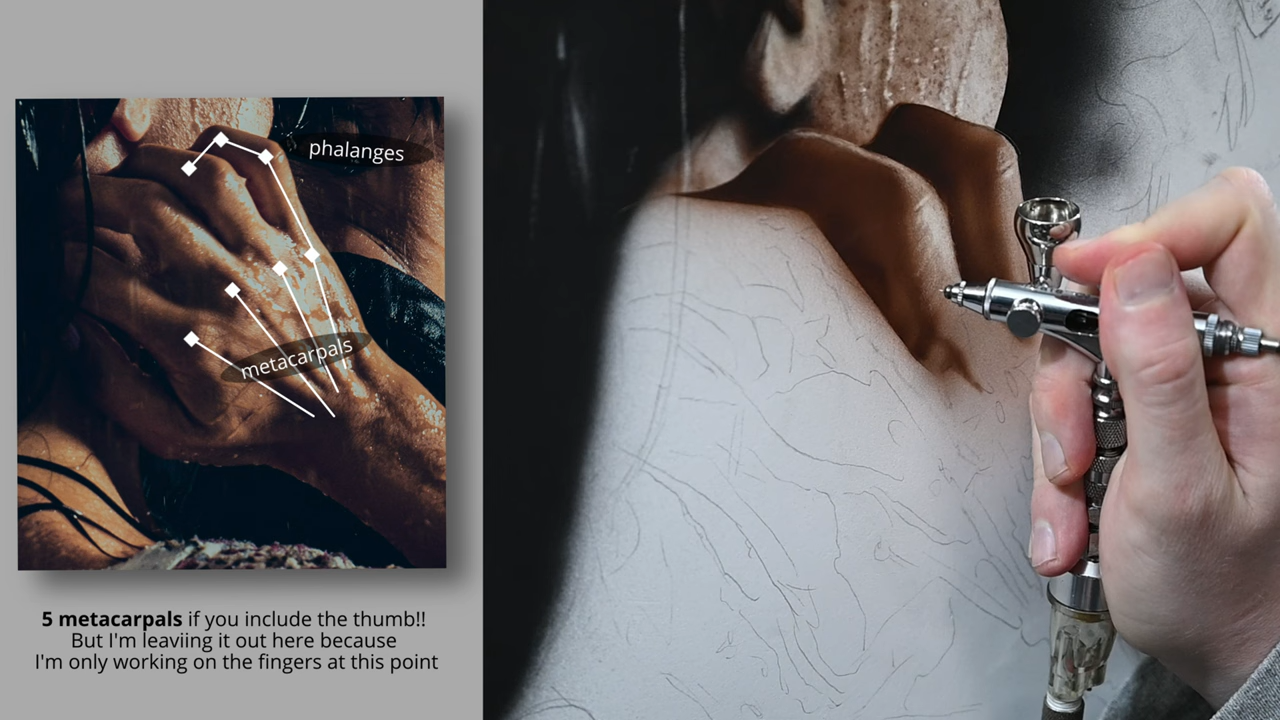 phalanges
metacarpals
5 metacarpals if you include the thumb!!
But I'm leaviing it out here because
I'm only working on the fingers at this point